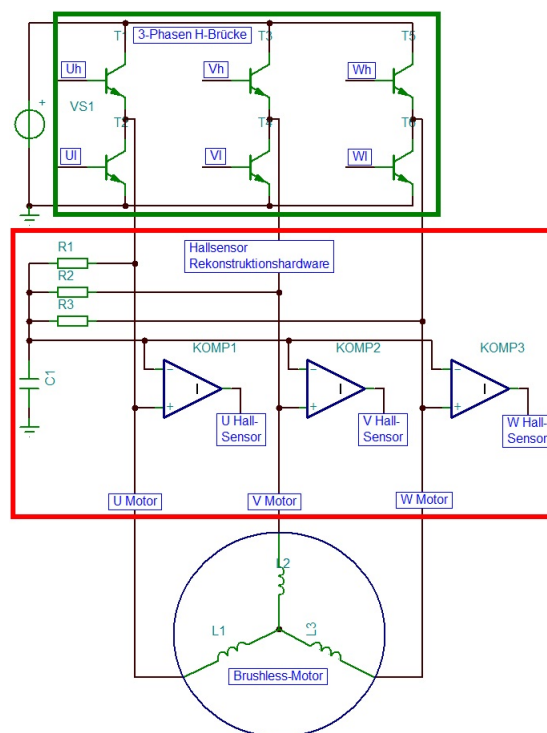 T1
3-Phasen H-Brücke
T3
T5
Uh
Vh
Wh
+
VS1
T2
T4
T6
Ul
Vl
Wl
R1
Hallsensor
Rekonstruktionshardware
R2
R3
KOMP1
KOMP2
KOMP3
C1
U Hall-
Sensor
V Hall-
Sensor
W Hall-
Sensor
U Motor
V Motor
W Motor
L2
L1
L3
Brushless-Motor